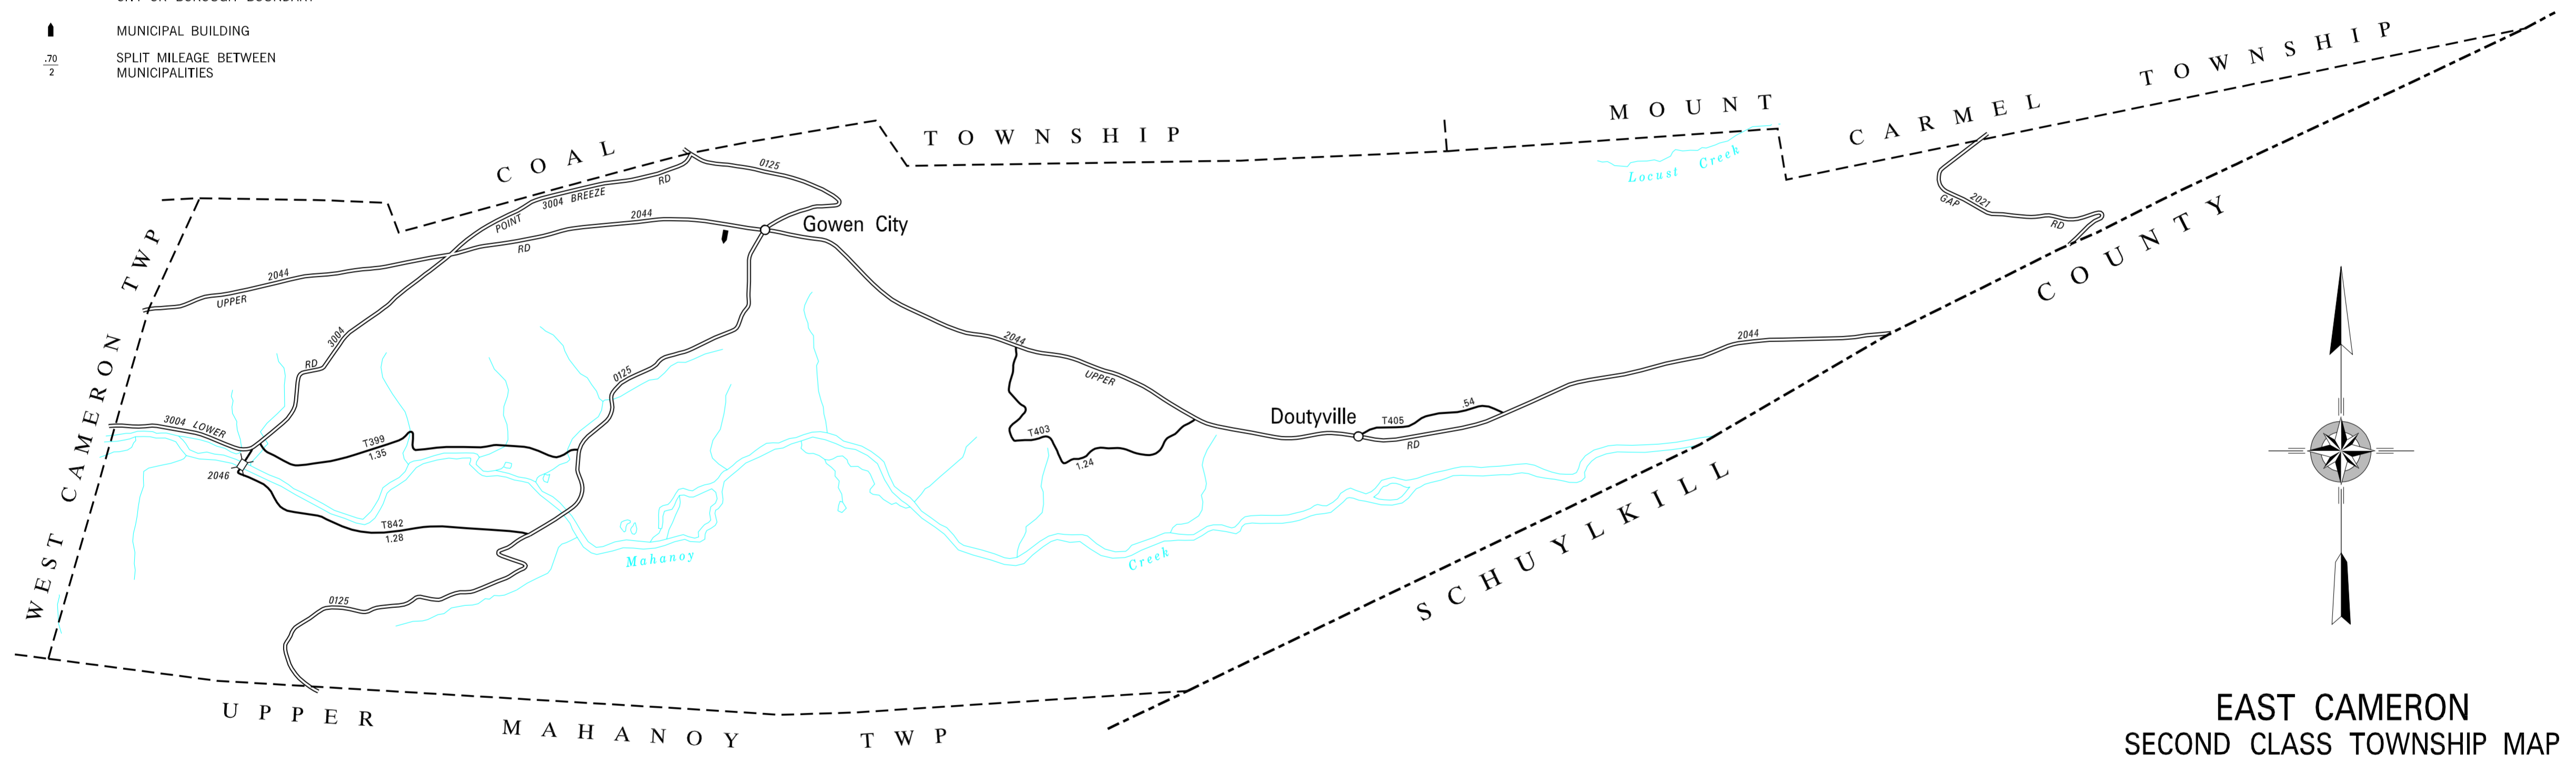 MUNICIPAL BUILDING
.70
2
SPLIT MILEAGE BETWEEN
MUNICIPALITIES
COAL TOWNSHIP
MOUNT CARMEL TOWNSHIP
WEST CAMERON TWP
UPPER MAHANOY TWP
SCHUYLKILL COUNTY
Locust Creek
0125
POINT 3004 BREEZE RD
2044
RD
Gowen City
2044
UPPER
3004
RD
3004 LOWER
2046
T399
1.35
T842
1.28
0125
0125
Mahanoy Creek
2044
UPPER
T403
1.24
Doutyville
T405
.54
RD
2044
GAP 2021 RD
EAST CAMERON
SECOND CLASS TOWNSHIP MAP